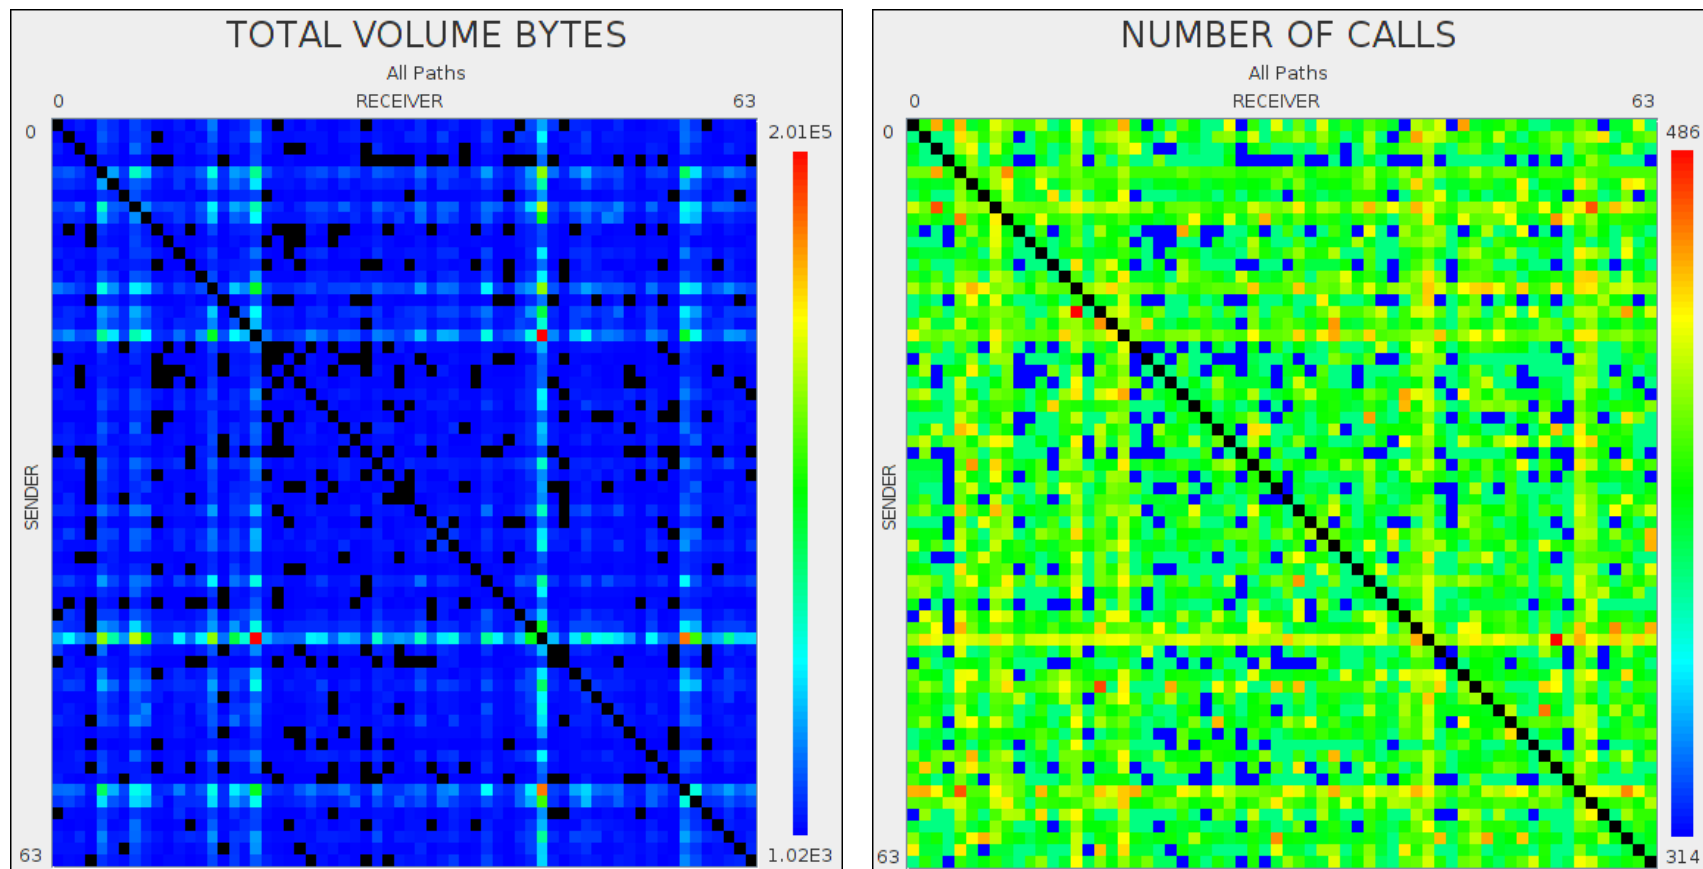 TOTAL VOLUME BYTES
All Paths
0 RECEIVER 63
0
2.01E5
SENDER
63
1.02E3
NUMBER OF CALLS
All Paths
0 RECEIVER 63
0
486
SENDER
63
314